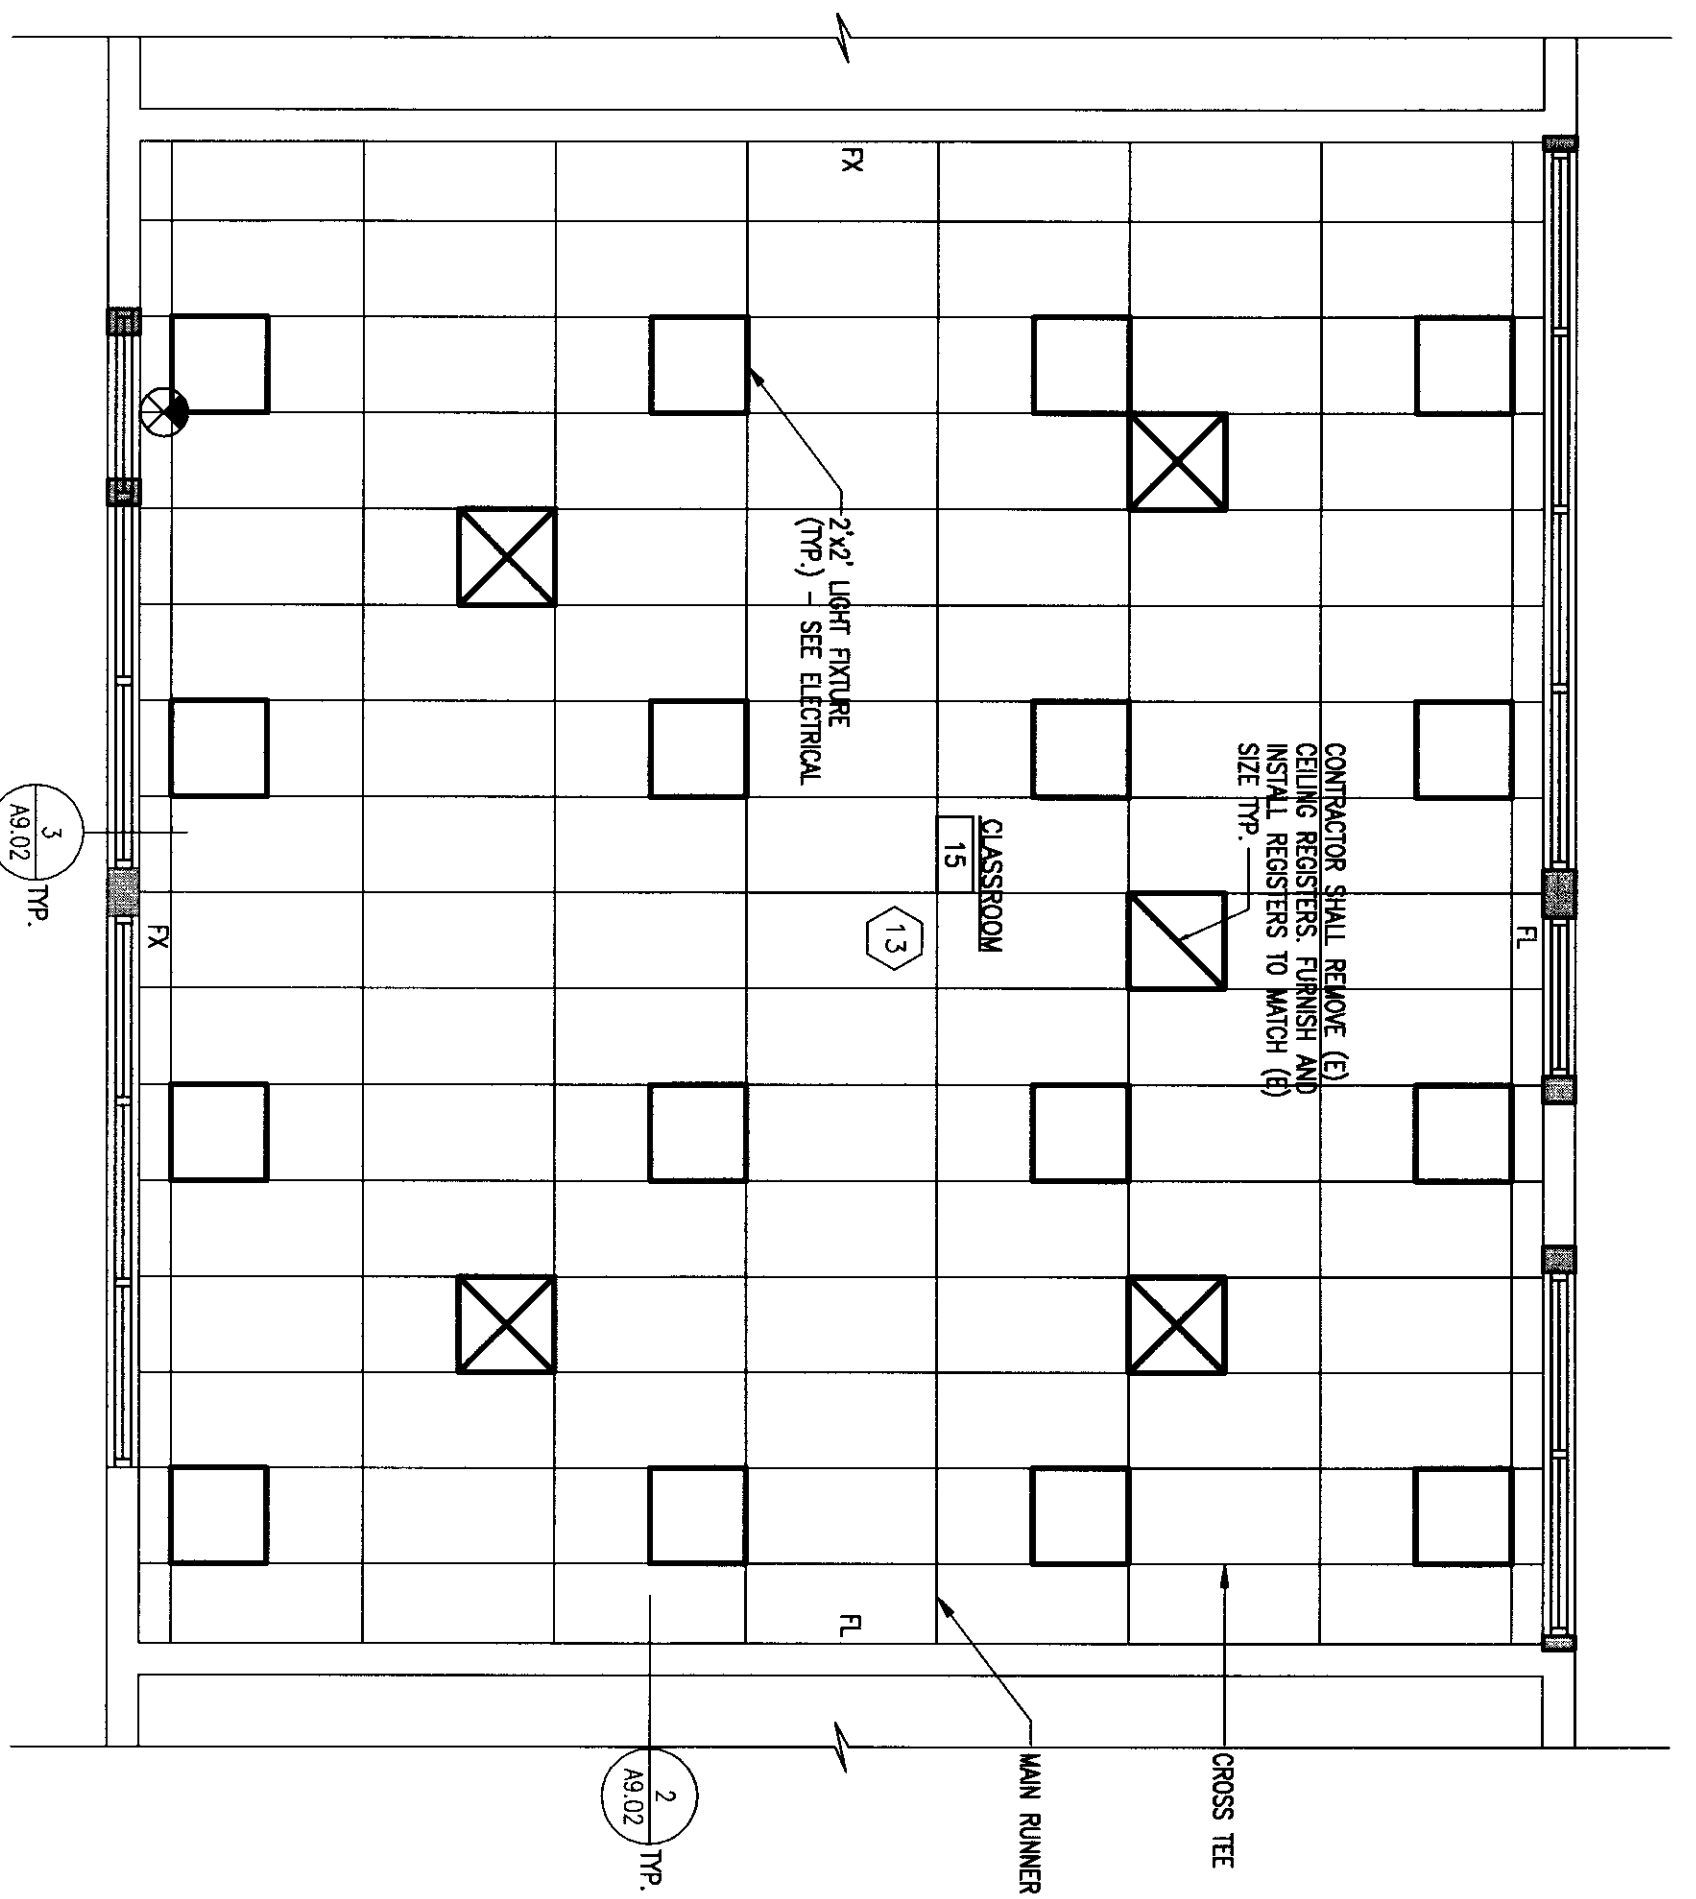 FX
FL
CONTRACTOR SHALL REMOVE (E)
CEILING REGISTERS. FURNISH AND
INSTALL REGISTERS TO MATCH (E)
SIZE TYP.
CLASSROOM
15
13
2'x2' LIGHT FIXTURE
(TYP.) - SEE ELECTRICAL
FX
3
A9.02
TYP.
FL
CROSS TEE
MAIN RUNNER
2
A9.02
TYP.